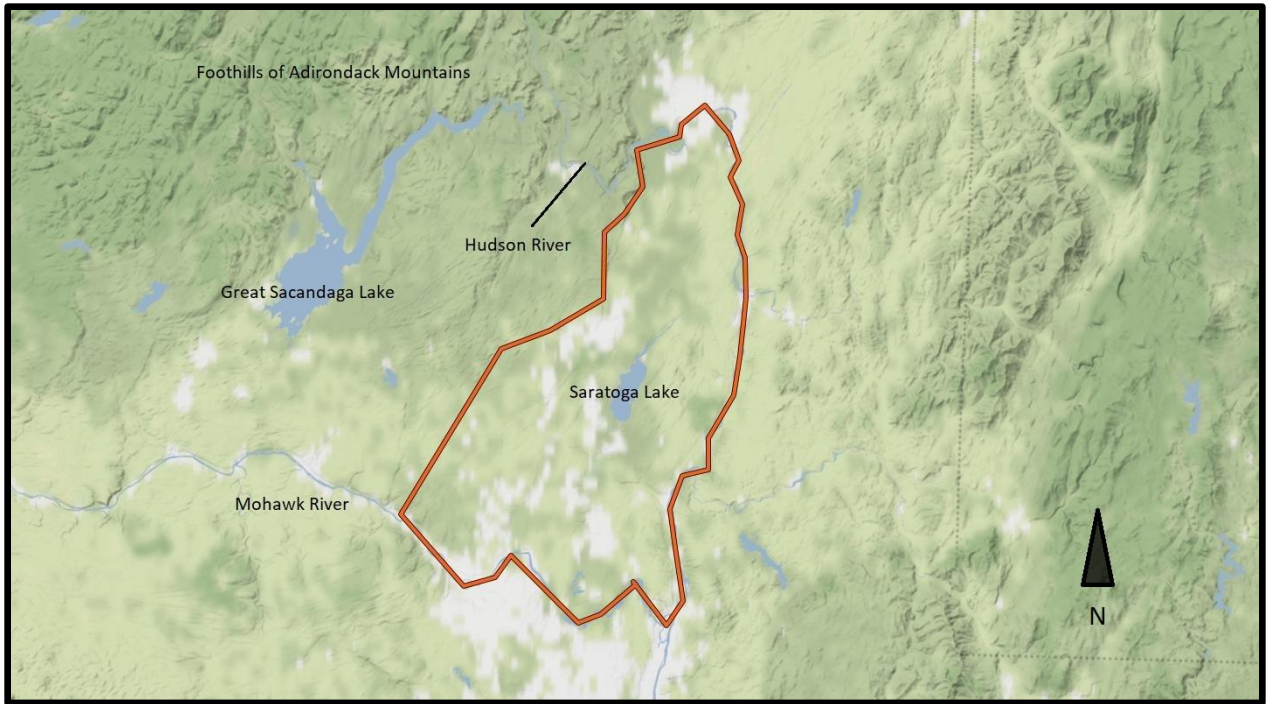 Foothills of Adirondack Mountains
Hudson River
Great Sacandaga Lake
Saratoga Lake
Mohawk River
N